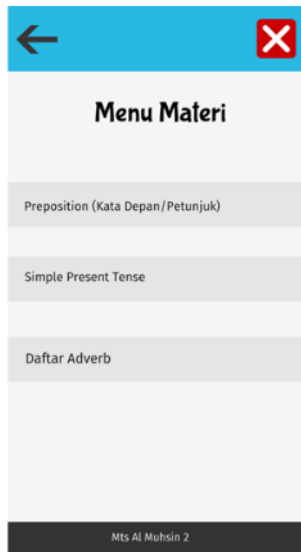 Menu Materi
Preposition (Kata Depan/Petunjuk)
Simple Present Tense
Daftar Adverb
Mts Al Muhsin 2